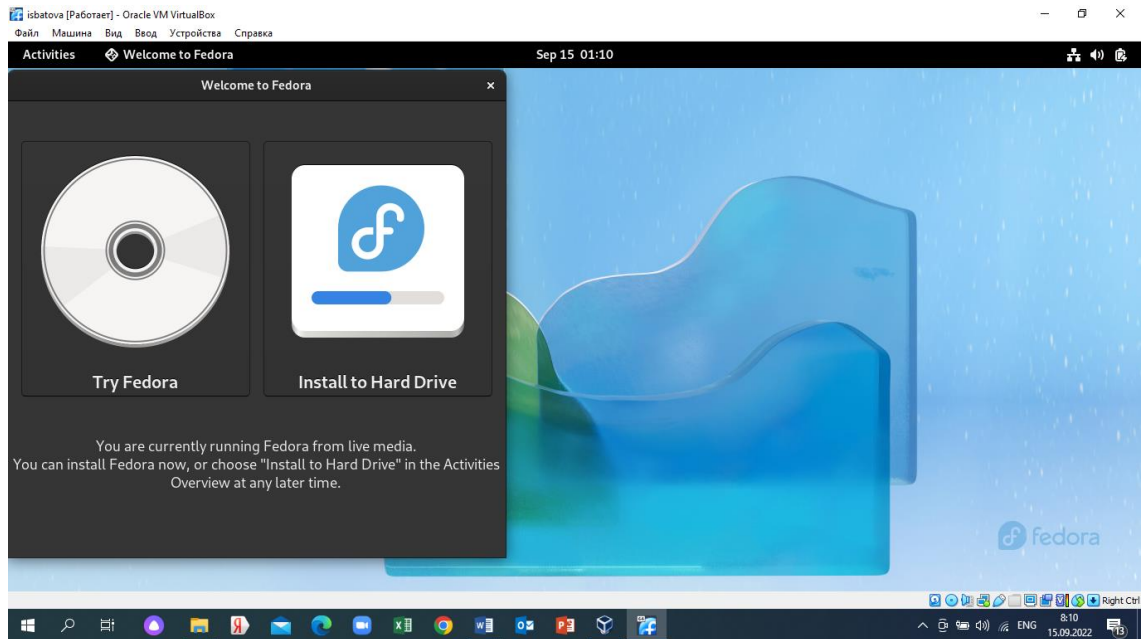 isbatova [Работает] - Oracle VM VirtualBox
Файл Машина Вид Ввод Устройства Справка
Activities Welcome to Fedora Sep 15 01:10
Welcome to Fedora
Try Fedora Install to Hard Drive
You are currently running Fedora from live media.
You can install Fedora now, or choose "Install to Hard Drive" in the Activities
Overview at any later time.
fedora
Right Ctrl
ENG 8:10
15.09.2022 13